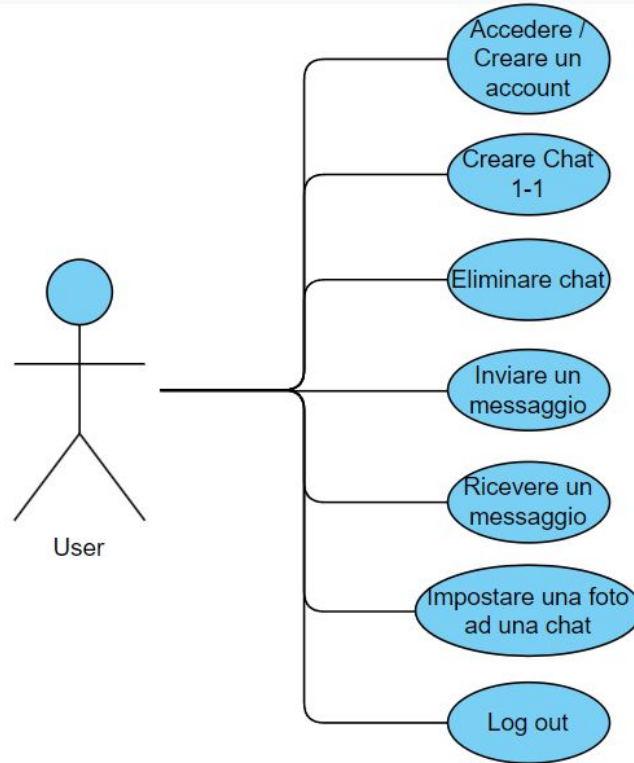 Accedere /
Creare un
account
Creare Chat
1-1
Eliminare chat
Inviare un
messaggio
Ricevere un
messaggio
User
Impostare una foto
ad una chat
Log out